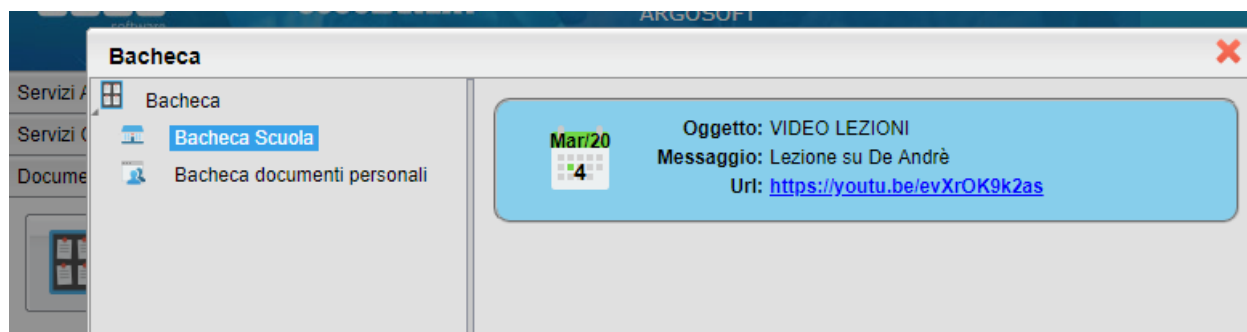 software
ARGOSOFT
Bacheca
Servizi
Bacheca
Servizi
Bacheca Scuola
Docume
Bacheca documenti personali
Mar/20
4
Oggetto: VIDEO LEZIONI
Messaggio: Lezione su De Andrè
Url: https://youtu.be/evXrOK9k2as